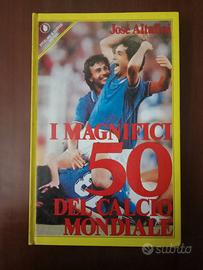 José Altafini
I MAGNIFICI
50
DEL CALCIO
MONDIALE
subito